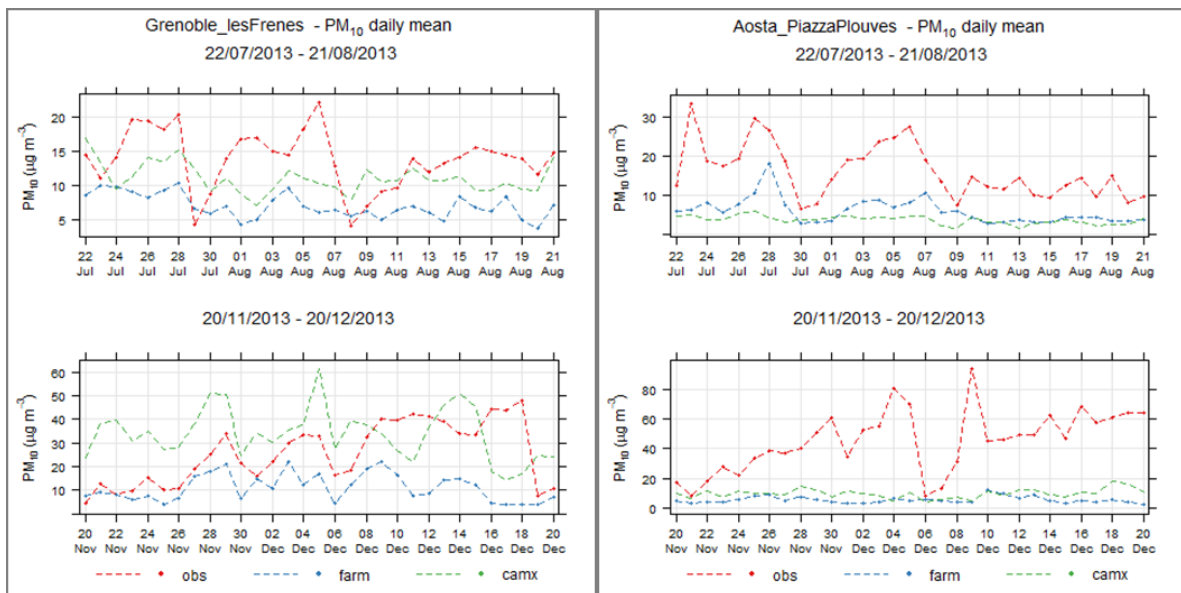 Grenoble_lesFrenes - PM10 daily mean
22/07/2013 - 21/08/2013
PM10 (µg m−3)
20
15
10
5
22 24 26 28 30 01 03 05 07 09 11 13 15 17 19 21
Jul Jul Jul Jul Jul Aug Aug Aug Aug Aug Aug Aug Aug Aug Aug Aug
20/11/2013 - 20/12/2013
PM10 (µg m−3)
60
50
40
30
20
10
20 22 24 26 28 30 02 04 06 08 10 12 14 16 18 20
Nov Nov Nov Nov Nov Nov Dec Dec Dec Dec Dec Dec Dec Dec Dec Dec
obs farm camx
Aosta_PiazzaPlouves - PM10 daily mean
22/07/2013 - 21/08/2013
PM10 (µg m−3)
30
20
10
22 24 26 28 30 01 03 05 07 09 11 13 15 17 19 21
Jul Jul Jul Jul Jul Aug Aug Aug Aug Aug Aug Aug Aug Aug Aug Aug
20/11/2013 - 20/12/2013
PM10 (µg m−3)
80
60
40
20
0
20 22 24 26 28 30 02 04 06 08 10 12 14 16 18 20
Nov Nov Nov Nov Nov Nov Dec Dec Dec Dec Dec Dec Dec Dec Dec Dec
obs farm camx